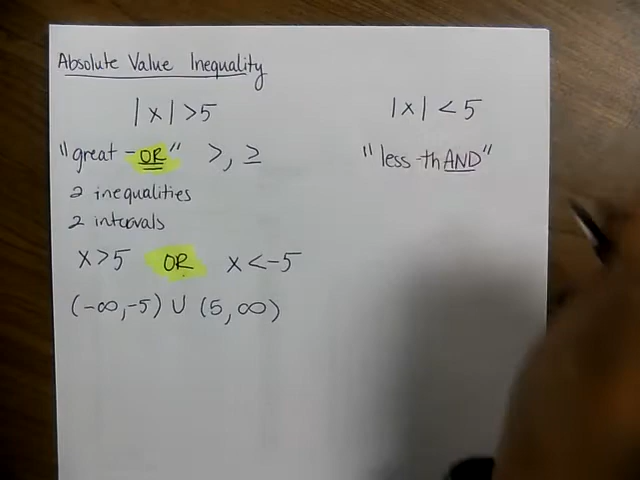 Absolute Value Inequality
|x| > 5
"great-OR" >, ≥
2 inequalities
2 intervals
x > 5 OR x < -5
(-∞, -5) ∪ (5, ∞)
|x| < 5
"less-thAND"